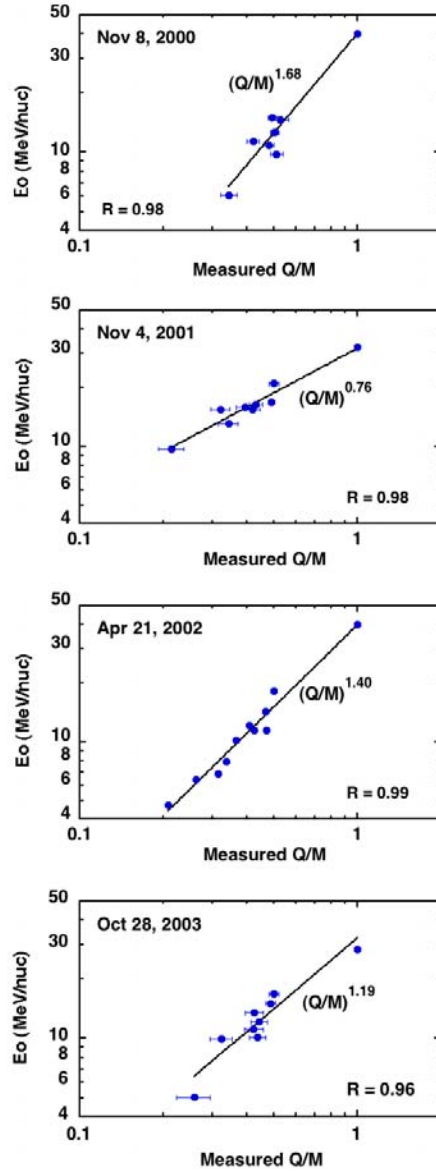 50
Nov 8, 2000
30
(Q/M)^1.68
Eo (MeV/nuc)
10
8
6
R = 0.98
4
0.1
1
Measured Q/M
50
Nov 4, 2001
30
(Q/M)^0.76
Eo (MeV/nuc)
10
8
6
R = 0.98
4
0.1
1
Measured Q/M
50
Apr 21, 2002
30
(Q/M)^1.40
Eo (MeV/nuc)
10
8
6
R = 0.99
4
0.1
1
Measured Q/M
50
Oct 28, 2003
30
(Q/M)^1.19
Eo (MeV/nuc)
10
8
6
R = 0.96
4
0.1
1
Measured Q/M